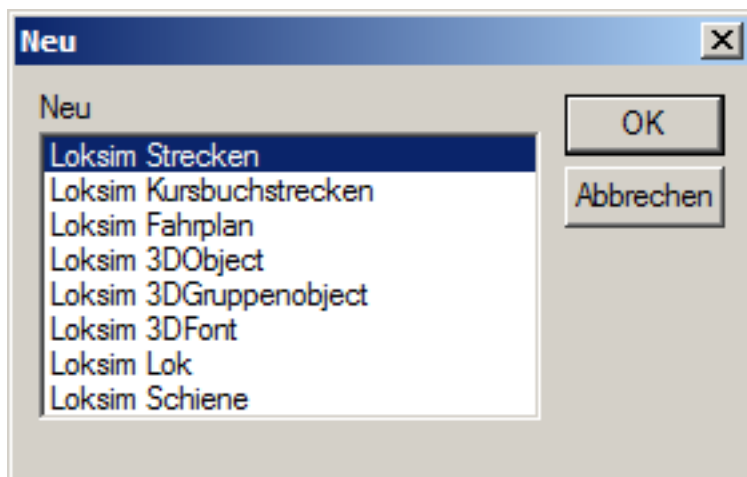 Neu
Neu
OK
Loksim Strecken
Loksim Kursbuchstrecken
Abbrechen
Loksim Fahrplan
Loksim 3DObject
Loksim 3DGruppenobject
Loksim 3DFont
Loksim Lok
Loksim Schiene